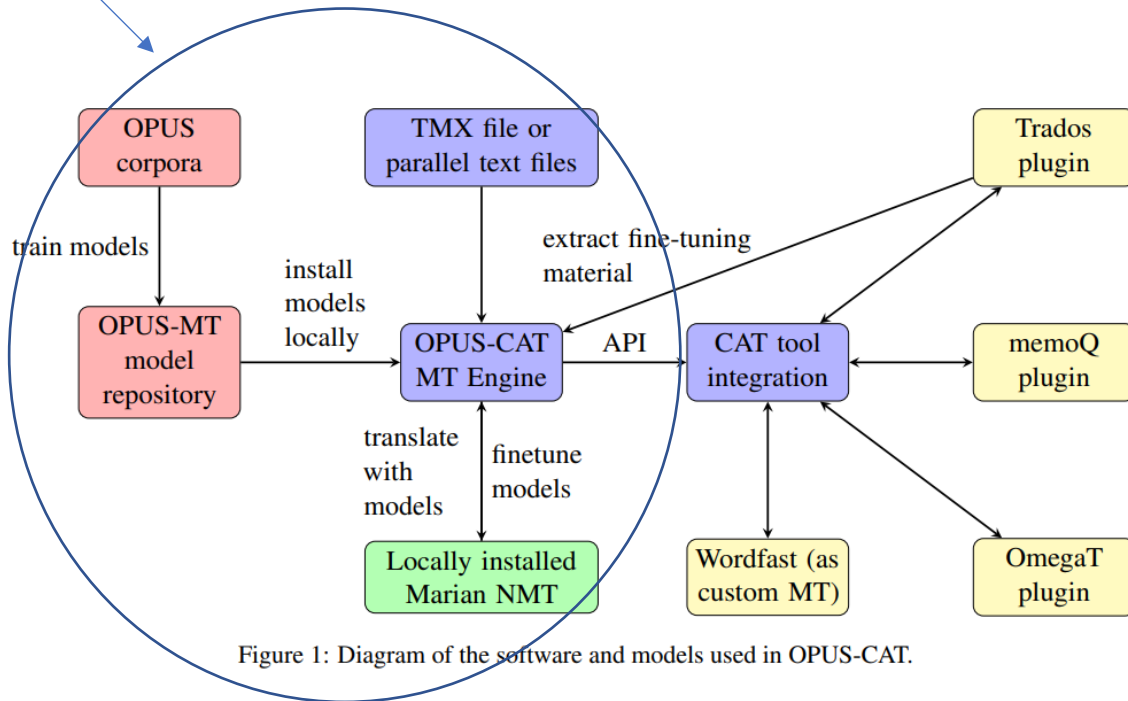 OPUS
corpora
TMX file or
parallel text files
Trados
plugin
train models
extract fine-tuning
material
install
models
locally
OPUS-MT
model
repository
OPUS-CAT
MT Engine
API
CAT tool
integration
memoQ
plugin
translate
with
models
finetune
models
Locally installed
Marian NMT
Wordfast (as
custom MT)
OmegaT
plugin
Figure 1: Diagram of the software and models used in OPUS-CAT.